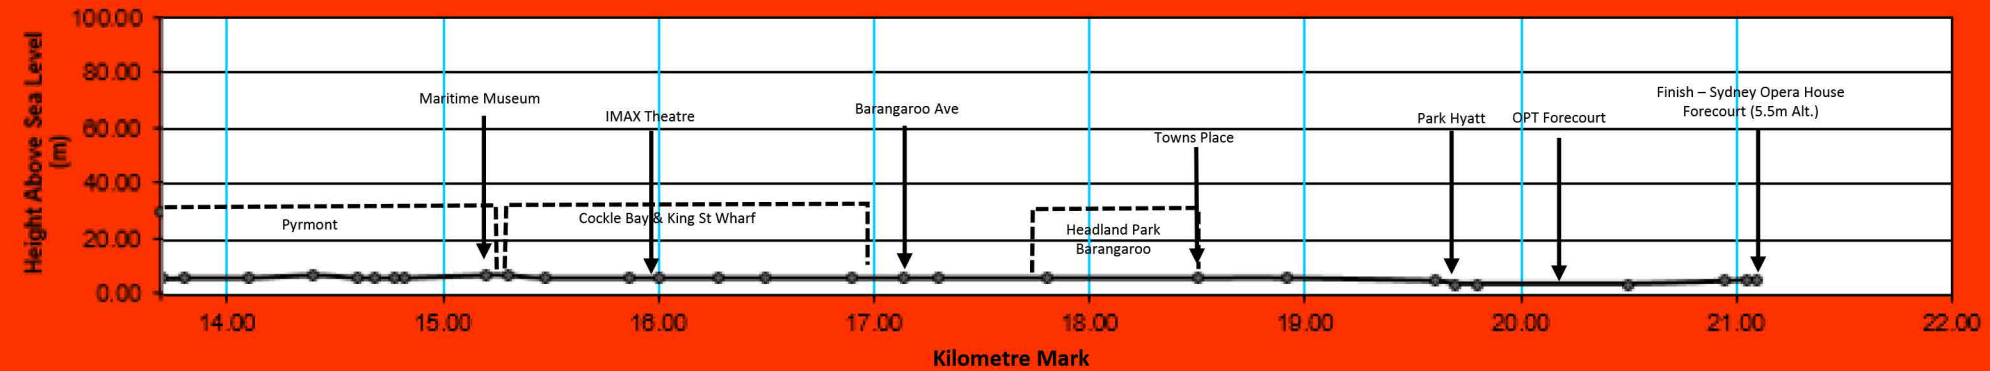 Height Above Sea Level
(m)
100.00
80.00
60.00
40.00
20.00
0.00
Maritime Museum
IMAX Theatre
Barangaroo Ave
Towns Place
Park Hyatt
OPT Forecourt
Finish – Sydney Opera House
Forecourt (5.5m Alt.)
Pyrmont
Cockle Bay & King St Wharf
Headland Park
Barangaroo
14.00 15.00 16.00 17.00 18.00 19.00 20.00 21.00 22.00
Kilometre Mark